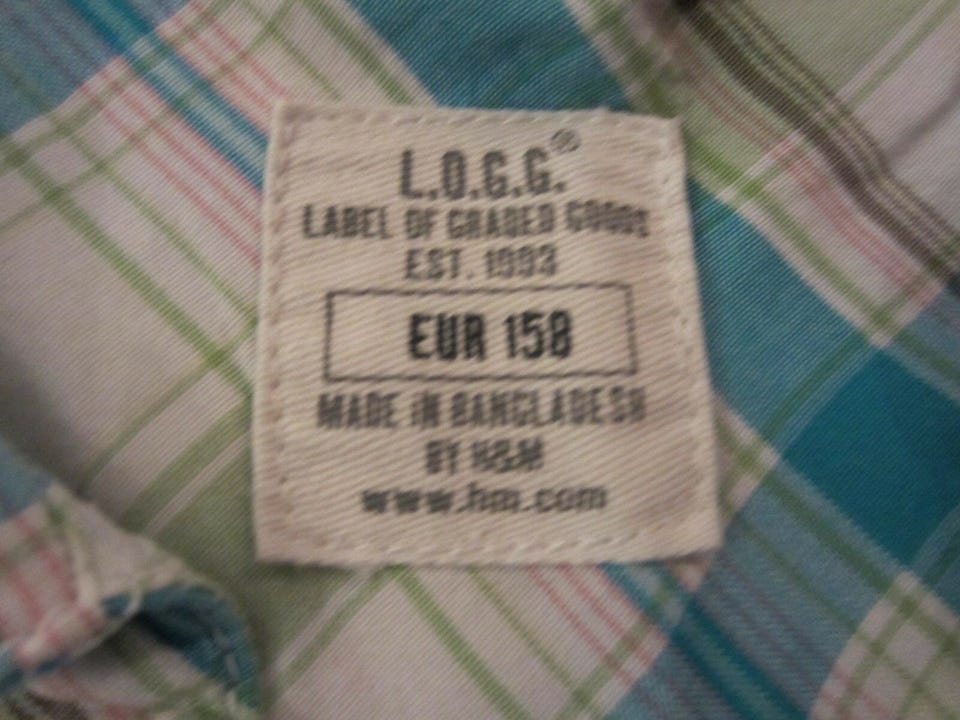 L.O.G.G.®
LABEL OF GRADED GOODS
EST. 1993
EUR 158
MADE IN BANGLADESH
BY H&M
www.hm.com